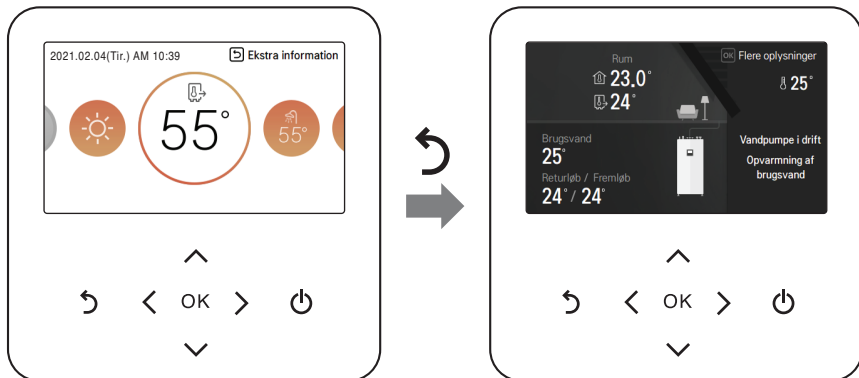 2021.02.04(Tir.) AM 10:39 Ekstra information
55°
55°
OK
Rum
OK Flere oplysninger
23.0°
24°
25°
Brugsvand
25°
Returløb / Fremløb
24° / 24°
Vandpumpe i drift
Opvarmning af
brugsvand
OK